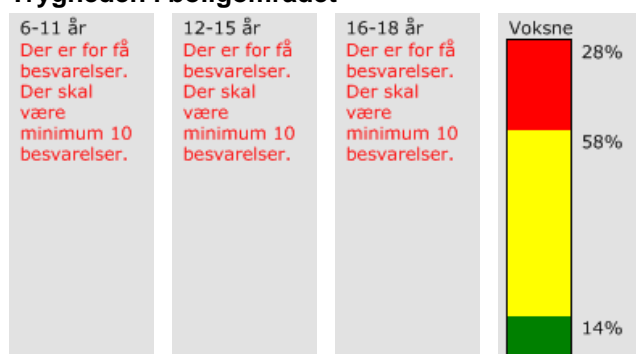 Trygheden i boligområdet
6-11 år
Der er for få
besvarelser.
Der skal
være
minimum 10
besvarelser.
12-15 år
Der er for få
besvarelser.
Der skal
være
minimum 10
besvarelser.
16-18 år
Der er for få
besvarelser.
Der skal
være
minimum 10
besvarelser.
Voksne
28%
58%
14%